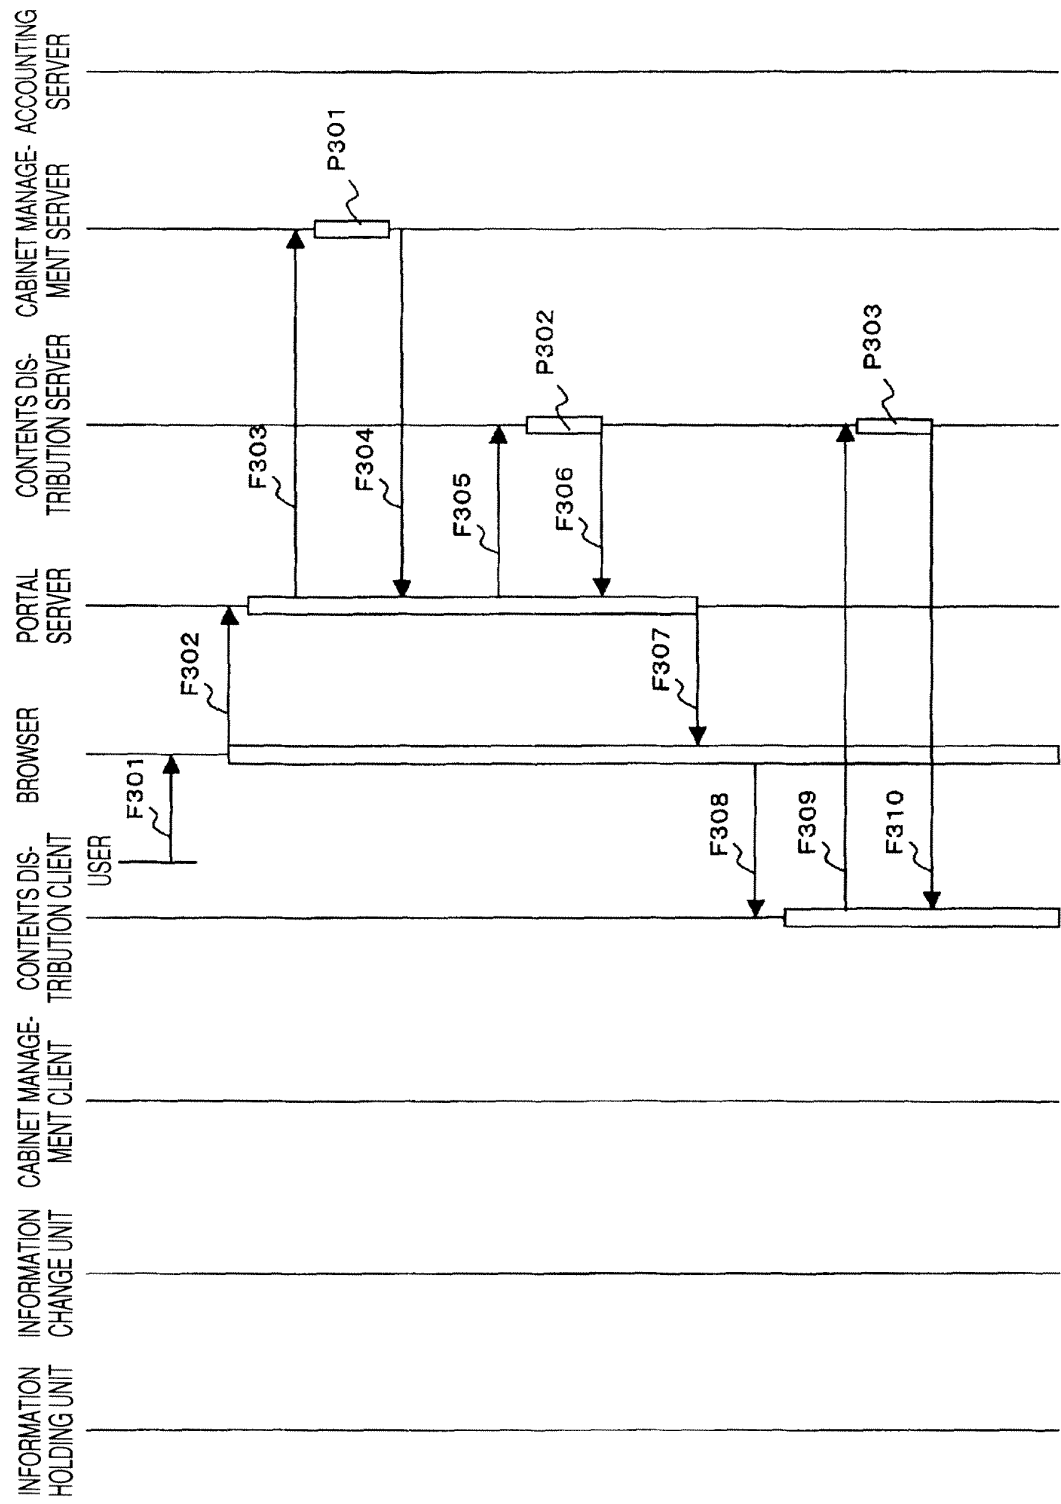 INFORMATION
HOLDING UNIT
INFORMATION
CHANGE UNIT
CABINET MANAGE-
MENT CLIENT
CONTENTS DIS-
TRIBUTION CLIENT
USER
BROWSER
PORTAL
SERVER
CONTENTS DIS-
TRIBUTION SERVER
CABINET MANAGE-
MENT SERVER
ACCOUNTING
SERVER
F301
F302
F303
P301
F304
F305
P302
F306
F307
F308
F309
P303
F310